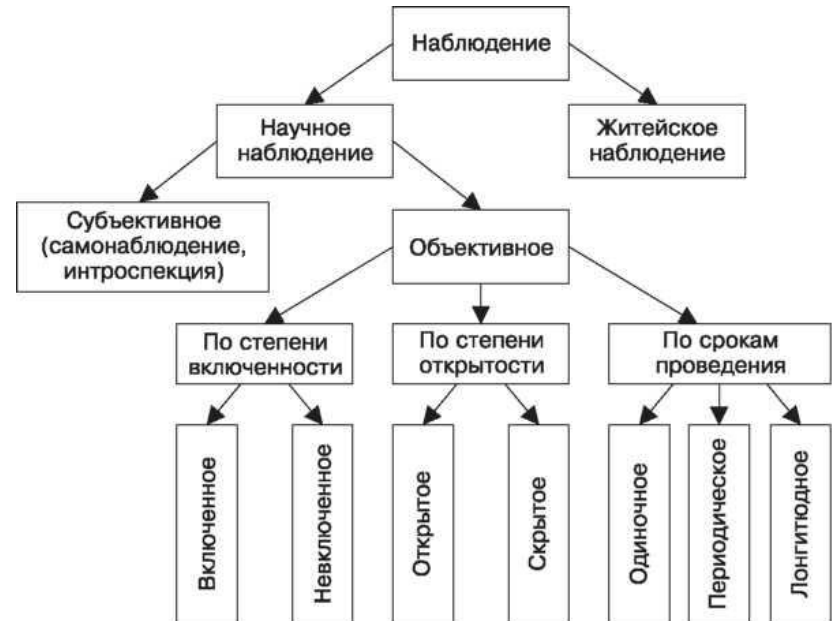 Наблюдение
Научное
наблюдение
Житейское
наблюдение
Субъективное
(самонаблюдение,
интроспекция)
Объективное
По степени
включенности
По степени
открытости
По срокам
проведения
Включенное
Невключенное
Открытое
Скрытое
Одиночное
Периодическое
Лонгитюдное